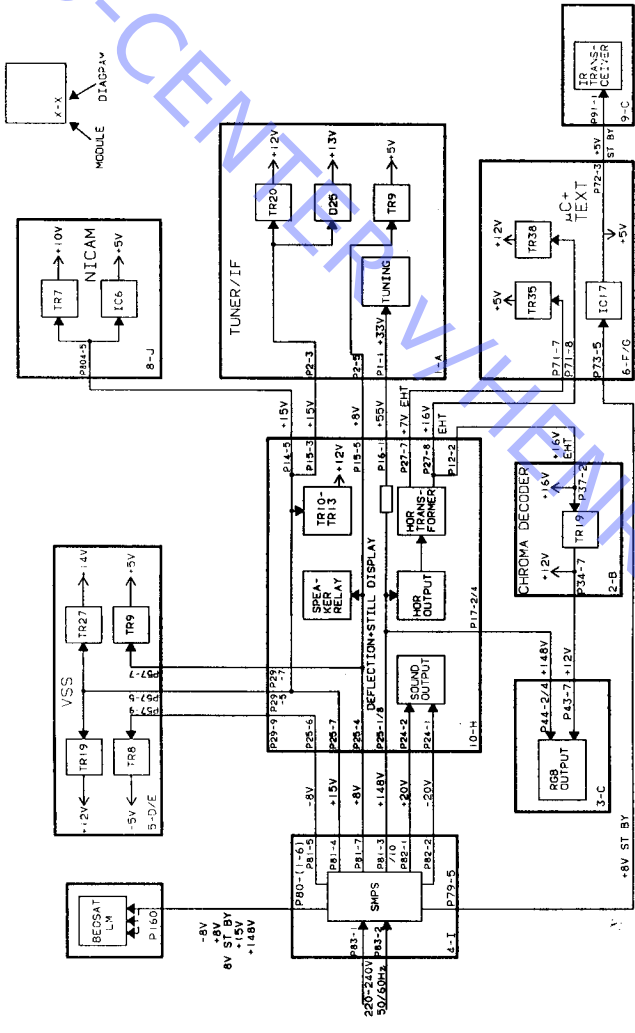 MODULE
X-X
DIAGRAM
220-240V
50/60Hz
P83-1
P83-2
4-I
SMPS
P80-(1-6)
P81-5
P81-4
P81-7
P81-3
/10
P82-1
P82-2
P79-5
-8V
+15V
+8V
+148V
+20V
-20V
+8V ST BY
BEOSAT
LM
P160
-8V
+8V
8V ST BY
+15V
+148V
VSS
TR19
TR8
TR27
TR9
+12V
-5V
+14V
+5V
5-D/E
P57-9
P57-5
P57-7
P29-9
P29
-5
P29
-7
P25-6
P25-7
P25-4
P25-1/8
P24-2
P24-1
DEFLECTION+STILL DISPLAY
SPEA-
KER
RELAY
TR10-
TR13
+12V
SOUND
OUTPUT
HOR
OUTPUT
HOR
TRANS-
FORMER
10-H
P17-2/4
P14-5
P15-3
P15-5
P16-1
P27-7
P27-8
P12-2
+15V
+15V
+8V
+55V
+7V EHT
+16V
EHT
+16V
EHT
NICAM
TR7
IC6
+10V
+5V
P804-5
8-J
TUNER/IF
TR20
D25
TR9
TUNING
+12V
+13V
+5V
P2-3
P2-5
P1-1
+33V
1-A
RGB
OUTPUT
3-C
P44-2/4
P43-7
+148V
+12V
CHROMA DECODER
+12V
+16V
P34-7
TR19
P37-2
2-B
µC+
TEXT
TR35
TR38
+5V
+12V
P71-7
P71-8
P73-5
IC17
+5V
6-F/G
P72-3
+5V
ST BY
P91-1
IR
TRANS-
CEIVER
9-C